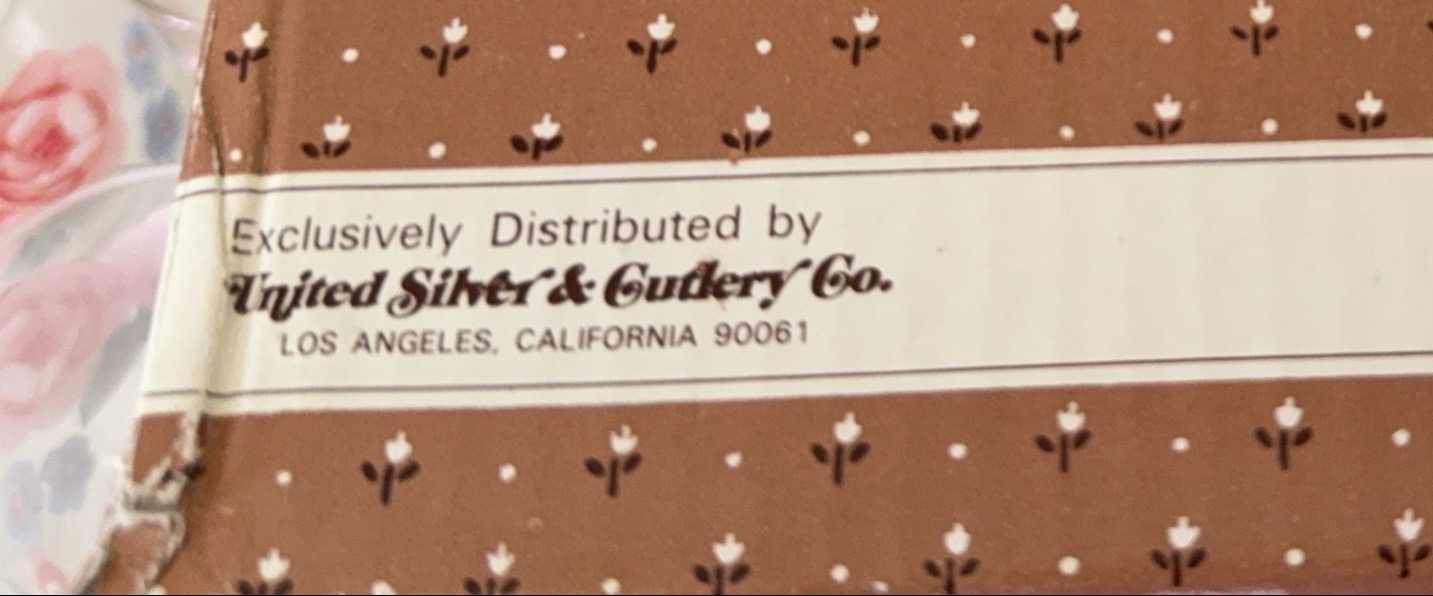 Exclusively Distributed by
United Silver & Cutlery Co.
LOS ANGELES, CALIFORNIA 90061